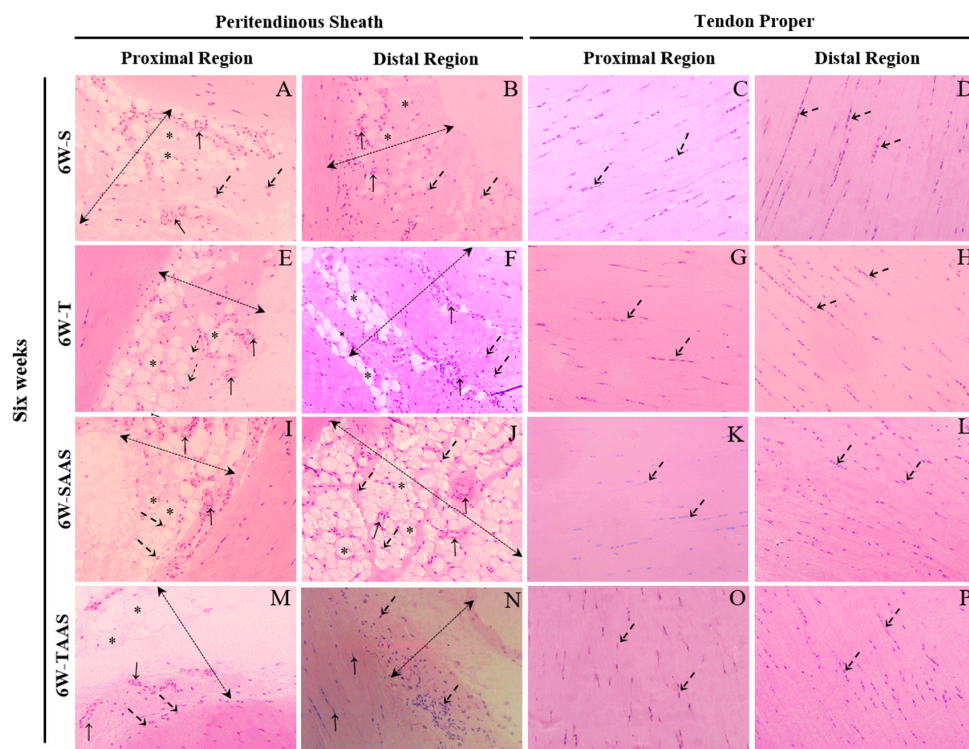 Peritendinous Sheath Tendon Proper
Proximal Region Distal Region Proximal Region Distal Region
Six weeks
6W-S
A B C D
6W-T
E F G H
6W-SAAS
I J K L
6W-TAAS
M N O P